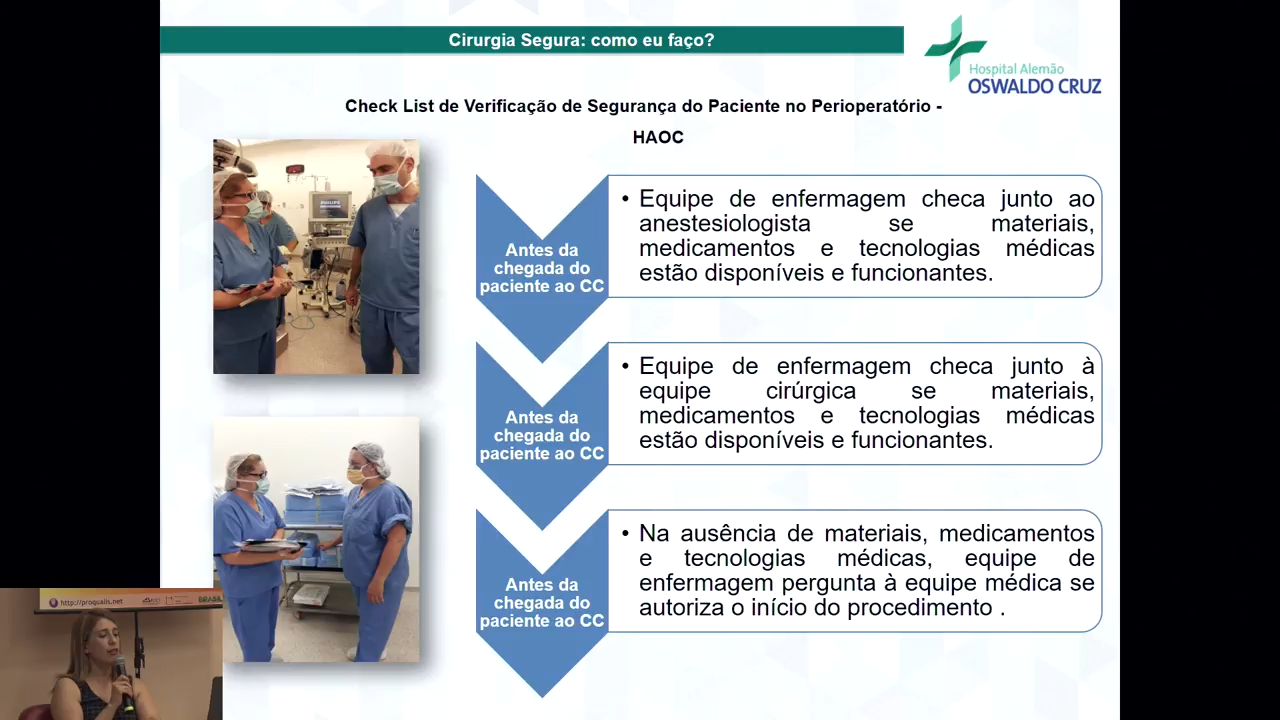 Cirurgia Segura: como eu faço?
Hospital Alemão
OSWALDO CRUZ
Check List de Verificação de Segurança do Paciente no Perioperatório -
HAOC
PHILIPS
Antes da
chegada do
paciente ao CC
• Equipe de enfermagem checa junto ao
anestesiologista se materiais,
medicamentos e tecnologias médicas
estão disponíveis e funcionantes.
Antes da
chegada do
paciente ao CC
• Equipe de enfermagem checa junto à
equipe cirúrgica se materiais,
medicamentos e tecnologias médicas
estão disponíveis e funcionantes.
Antes da
chegada do
paciente ao CC
• Na ausência de materiais, medicamentos
e tecnologias médicas, equipe de
enfermagem pergunta à equipe médica se
autoriza o início do procedimento .
http://proqualis.net
BRASIL